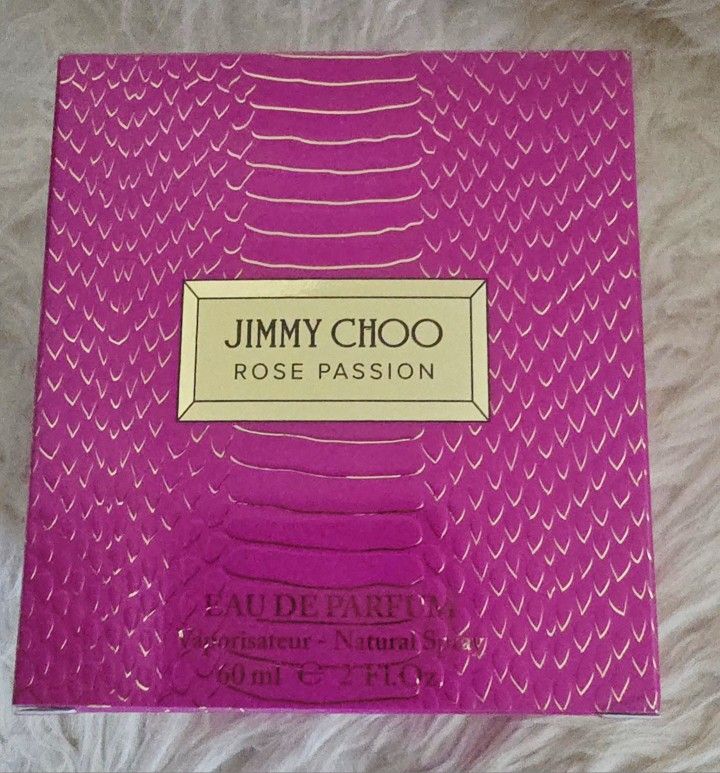 JIMMY CHOO
ROSE PASSION
EAU DE PARFUM
Vaporisateur - Natural Spray
60 ml ℮ 2 Fl.Oz.